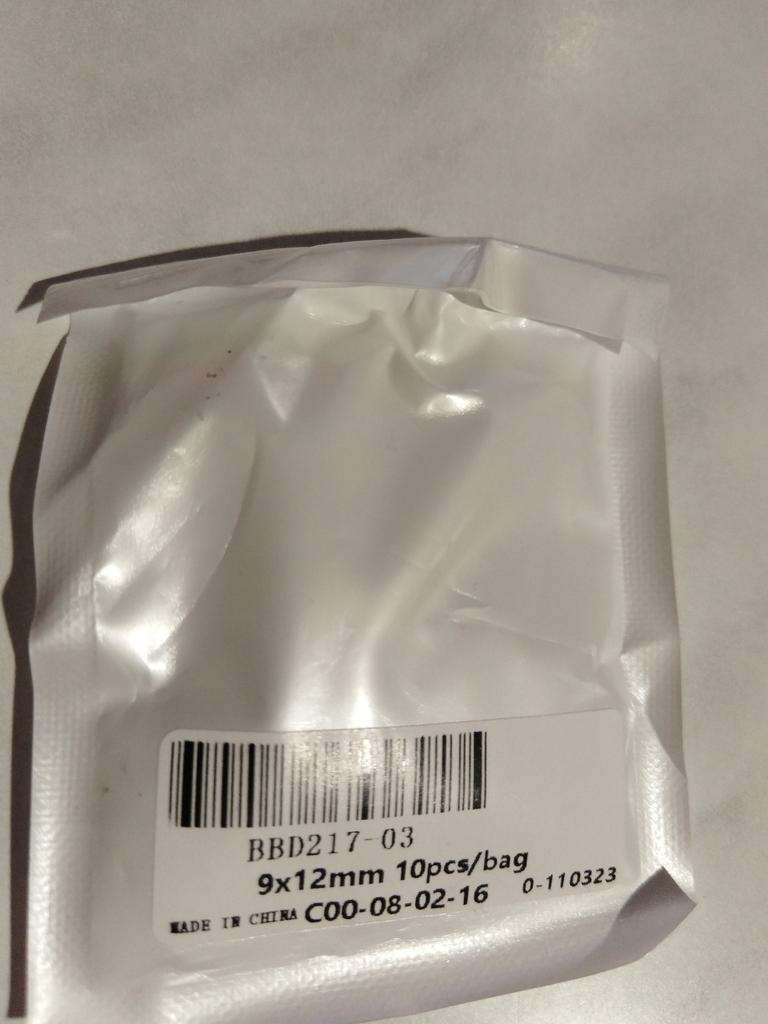 BBD217-03
9x12mm 10pcs/bag
MADE IN CHINA C00-08-02-16 0-110323